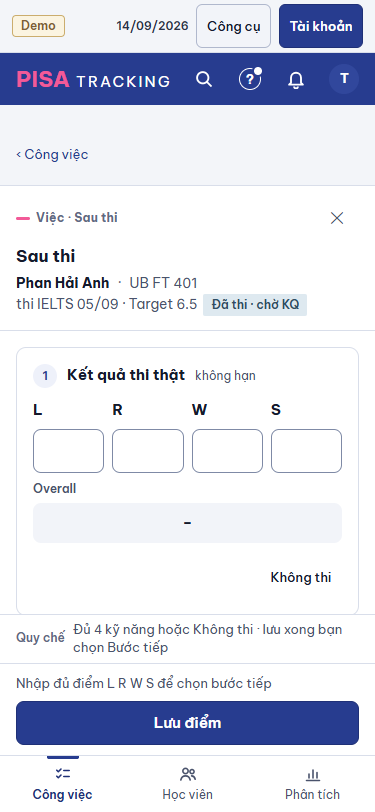 Demo
14/09/2026
Công cụ
Tài khoản
PISA TRACKING
?
T
‹ Công việc
Việc · Sau thi
Sau thi
Phan Hải Anh · UB FT 401
thi IELTS 05/09 · Target 6.5 Đã thi · chờ KQ
1 Kết quả thi thật không hạn
L R W S
Overall
–
Không thi
Quy chế Đủ 4 kỹ năng hoặc Không thi · lưu xong bạn
chọn Bước tiếp
Nhập đủ điểm L R W S để chọn bước tiếp
Lưu điểm
Công việc Học viên Phân tích